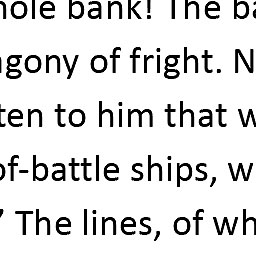 hole bank! The ba
agony of fright. N
ten to him that w
of-battle ships, w
” The lines, of wh